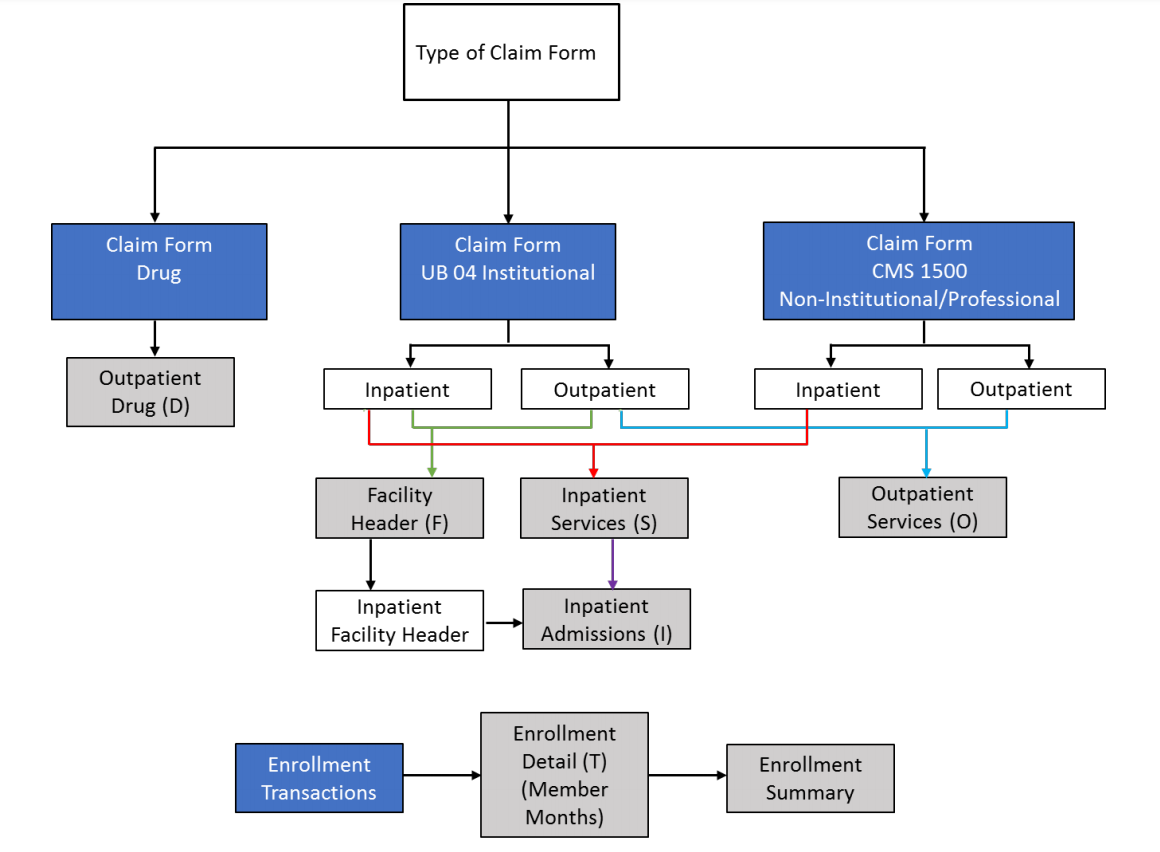 Type of Claim Form
Claim Form
Drug
Claim Form
UB 04 Institutional
Claim Form
CMS 1500
Non-Institutional/Professional
Outpatient
Drug (D)
Inpatient
Outpatient
Inpatient
Outpatient
Facility
Header (F)
Inpatient
Services (S)
Outpatient
Services (O)
Inpatient
Facility Header
Inpatient
Admissions (I)
Enrollment
Transactions
Enrollment
Detail (T)
(Member
Months)
Enrollment
Summary